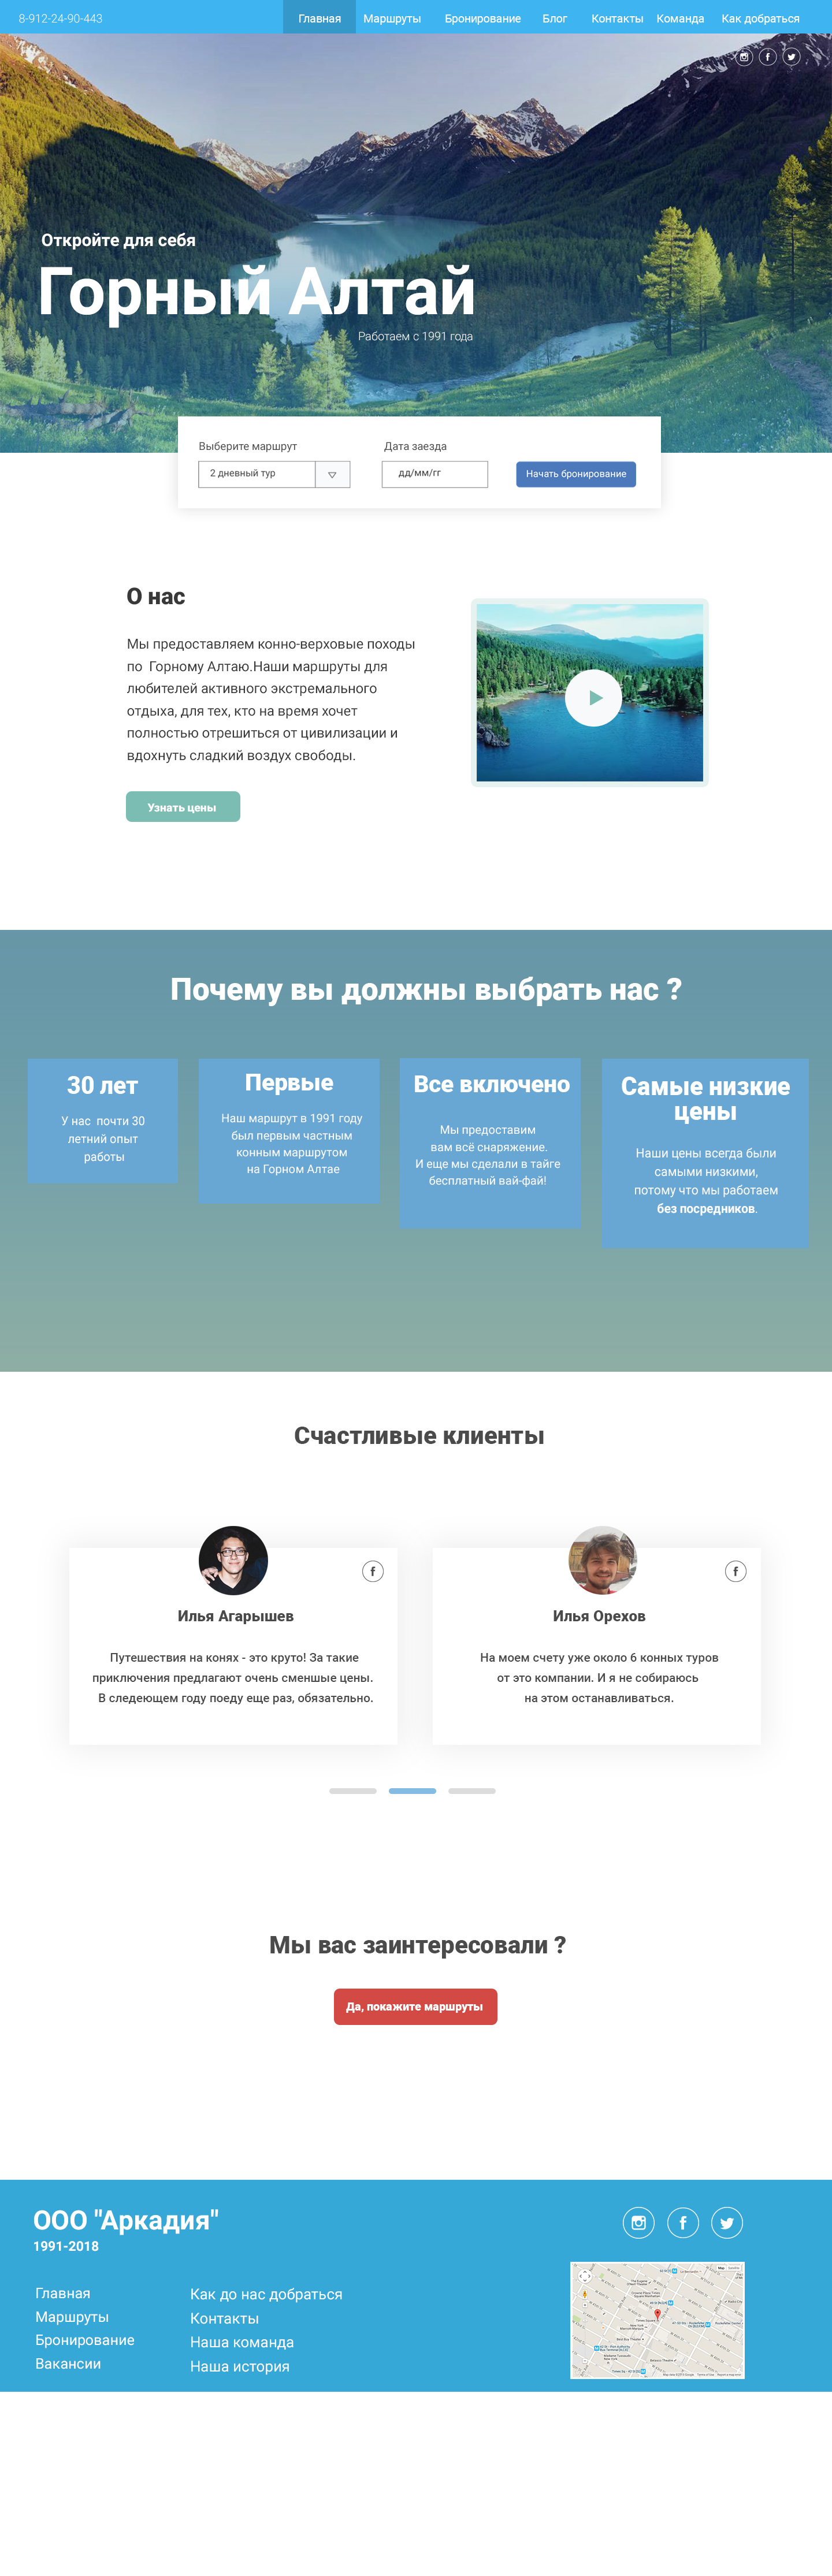 8-912-24-90-443
Главная Маршруты Бронирование Блог Контакты Команда Как добраться
Откройте для себя
Горный Алтай
Работаем с 1991 года
Выберите маршрут
Дата заезда
2 дневный тур
дд/мм/гг
Начать бронирование
О нас
Мы предоставляем конно-верховые походы
по Горному Алтаю.Наши маршруты для
любителей активного экстремального
отдыха, для тех, кто на время хочет
полностью отрешиться от цивилизации и
вдохнуть сладкий воздух свободы.
Узнать цены
Почему вы должны выбрать нас ?
30 лет
У нас почти 30
летний опыт
работы
Первые
Наш маршрут в 1991 году
был первым частным
конным маршрутом
на Горном Алтае
Все включено
Мы предоставим
вам всё снаряжение.
И еще мы сделали в тайге
бесплатный вай-фай!
Самые низкие
цены
Наши цены всегда были
самыми низкими,
потому что мы работаем
без посредников.
Счастливые клиенты
Илья Агарышев
Путешествия на конях - это круто! За такие
приключения предлагают очень сменшые цены.
В следеющем году поеду еще раз, обязательно.
Илья Орехов
На моем счету уже около 6 конных туров
от это компании. И я не собираюсь
на этом останавливаться.
Мы вас заинтересовали ?
Да, покажите маршруты
ООО "Аркадия"
1991-2018
Главная
Маршруты
Бронирование
Вакансии
Как до нас добраться
Контакты
Наша команда
Наша история